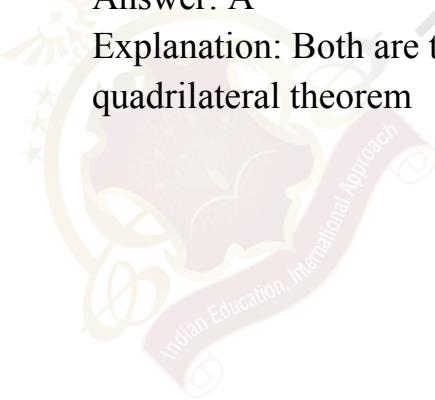 Answer: A
Explanation: Both are t
quadrilateral theorem
Indian Education, International Approach